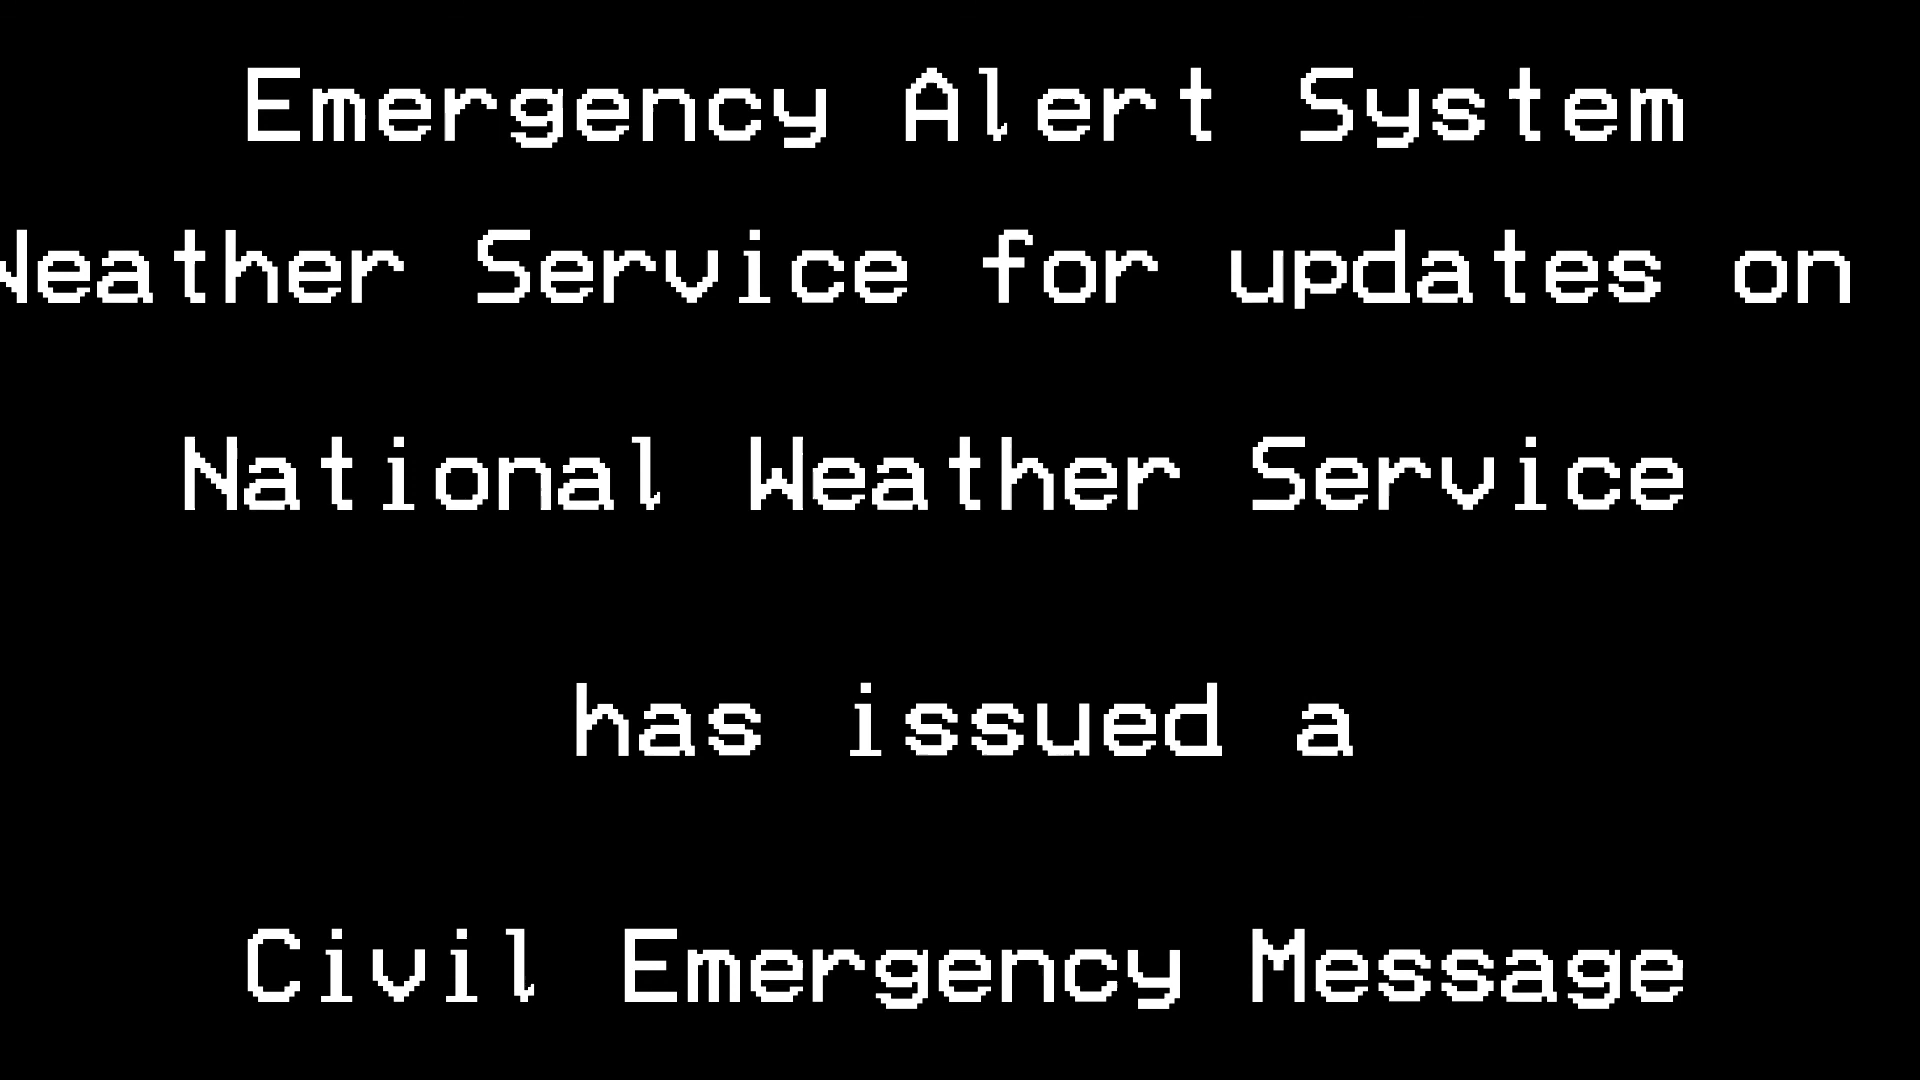 Emergency Alert System
Weather Service for updates on
National Weather Service
has issued a
Civil Emergency Message